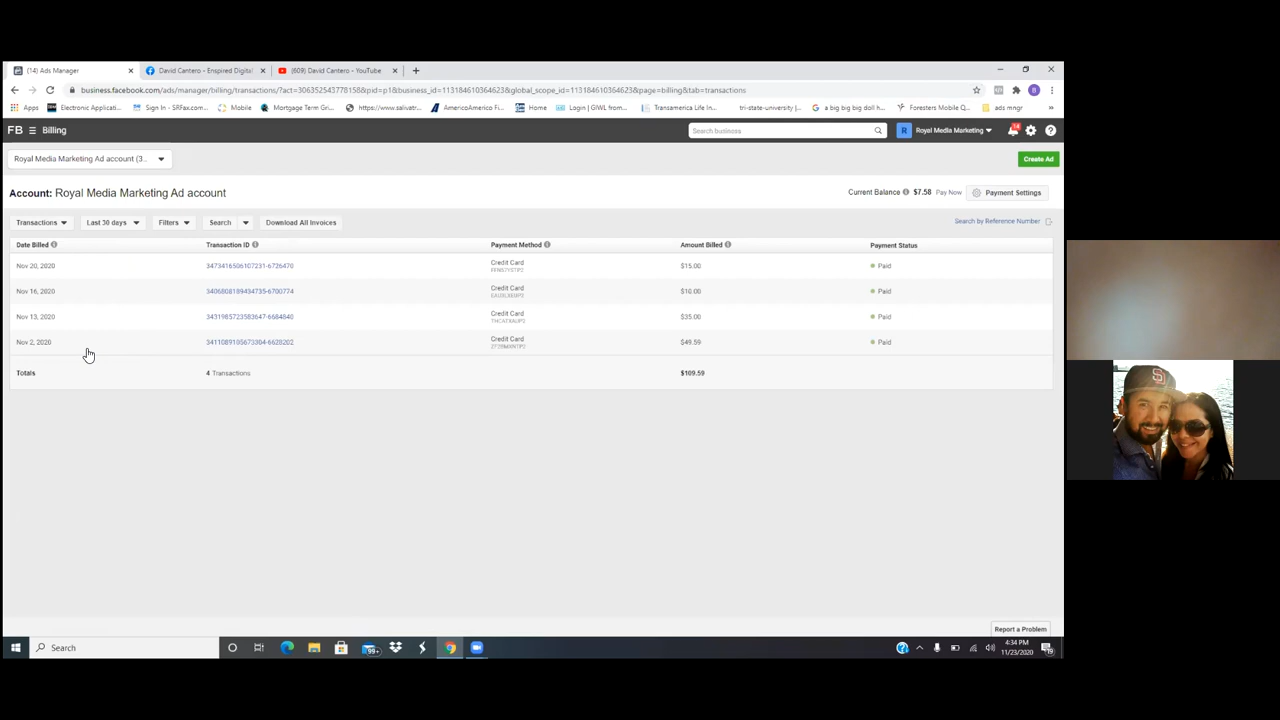 (14) Ads Manager
David Cantero - Enspired Digital
(609) David Cantero - YouTube
business.facebook.com/ads/manager/billing/transactions/?act=306352543778158&pid=p1&business_id=113184610364623&global_scope_id=113184610364623&page=billing&tab=transactions
Apps
Electronic Applicati...
Sign In - SRFax.com...
Mobile
Mortgage Term Gri...
https://www.salivatr...
AmericoAmerico Fi...
Home
Login | GIWL from...
Transamerica Life In...
tri-state-university |...
a big big big doll h...
Foresters Mobile Q...
ads mngr
FB Billing
Search business
R Royal Media Marketing
14
Royal Media Marketing Ad account (3...
Create Ad
Account: Royal Media Marketing Ad account
Current Balance $7.58 Pay Now Payment Settings
Transactions Last 30 days Filters Search Download All Invoices
Search by Reference Number
Date Billed Transaction ID Payment Method Amount Billed Payment Status
Nov 20, 2020 3473416506107231-6726470 Credit Card $15.00 Paid
Nov 16, 2020 Credit Card Paid
Nov 13, 2020 3431965723583647-6684840 Credit Card $35.00 Paid
Nov 2, 2020 Credit Card $49.59 Paid
Totals 4 Transactions $109.59
Report a Problem
Search
99+
4:34 PM
11/23/2020
19